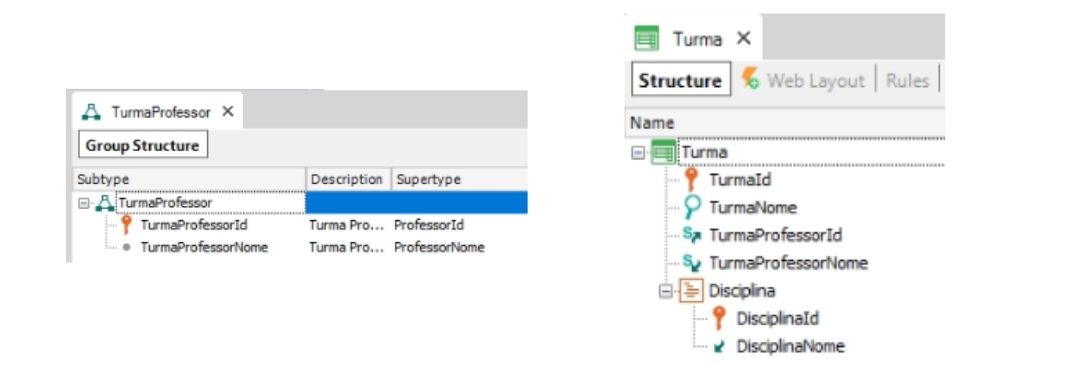 TurmaProfessor
Group Structure
Subtype Description Supertype
TurmaProfessor
TurmaProfessorId Turma Pro... ProfessorId
TurmaProfessorNome Turma Pro... ProfessorNome
Turma
Structure Web Layout Rules
Name
Turma
TurmaId
TurmaNome
TurmaProfessorId
TurmaProfessorNome
Disciplina
DisciplinaId
DisciplinaNome